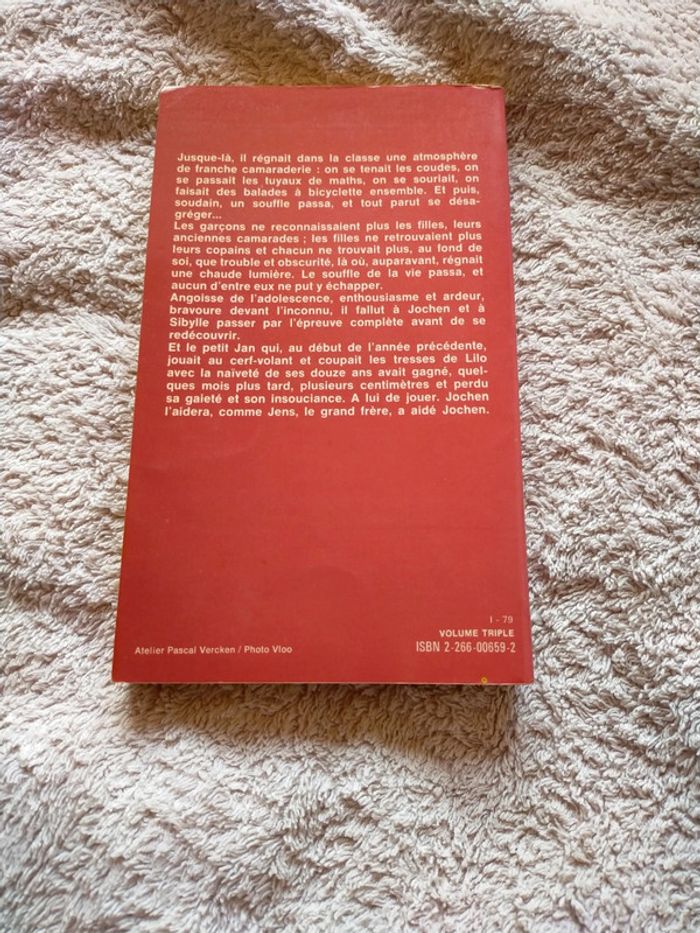 Jusque-là, il régnait dans la classe une atmosphère
de franche camaraderie : on se tenait les coudes, on
se passait les tuyaux de maths, on se souriait, on
faisait des balades à bicyclette ensemble. Et puis,
soudain, un souffle passa, et tout parut se désa-
gréger...
Les garçons ne reconnaissaient plus les filles, leurs
anciennes camarades ; les filles ne retrouvaient plus
leurs copains et chacun ne trouvait plus, au fond de
soi, que trouble et obscurité, là où, auparavant, régnait
une chaude lumière. Le souffle de la vie passa, et
aucun d'entre eux ne put y échapper.
Angoisse de l'adolescence, enthousiasme et ardeur,
bravoure devant l'inconnu, il fallut à Jochen et à
Sibylle passer par l'épreuve complète avant de se
redécouvrir.
Et le petit Jan qui, au début de l'année précédente,
jouait au cerf-volant et coupait les tresses de Lilo
avec la naïveté de ses douze ans avait gagné, quel-
ques mois plus tard, plusieurs centimètres et perdu
sa gaieté et son insouciance. A lui de jouer. Jochen
l'aidera, comme Jens, le grand frère, a aidé Jochen.
I - 79
VOLUME TRIPLE
Atelier Pascal Vercken / Photo Vloo
ISBN 2-266-00659-2